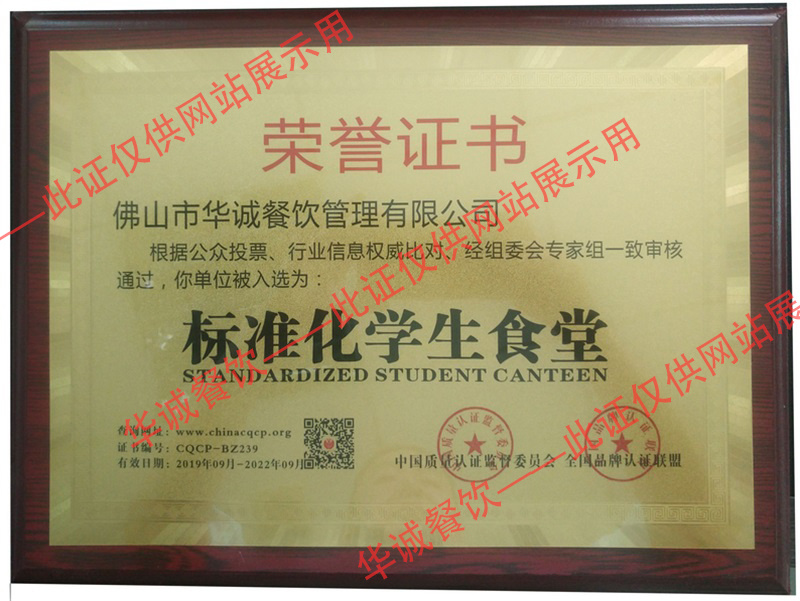 荣誉证书
佛山市华诚餐饮管理有限公司
根据公众投票、行业信息权威比对、经组委会专家组一致审核
通过，你单位被入选为：
标准化学生食堂
STANDARDIZED STUDENT CANTEEN
查询网址：www.chinacqcp.org
证书编号：CQCP-BZ239
有效日期：2019年09月-2022年09月
中国质量认证监督委员会 全国品牌认证联盟
——此证仅供网站展示用
华诚餐饮——此证仅供网站展示用
华诚餐饮——此证仅供网站展示用